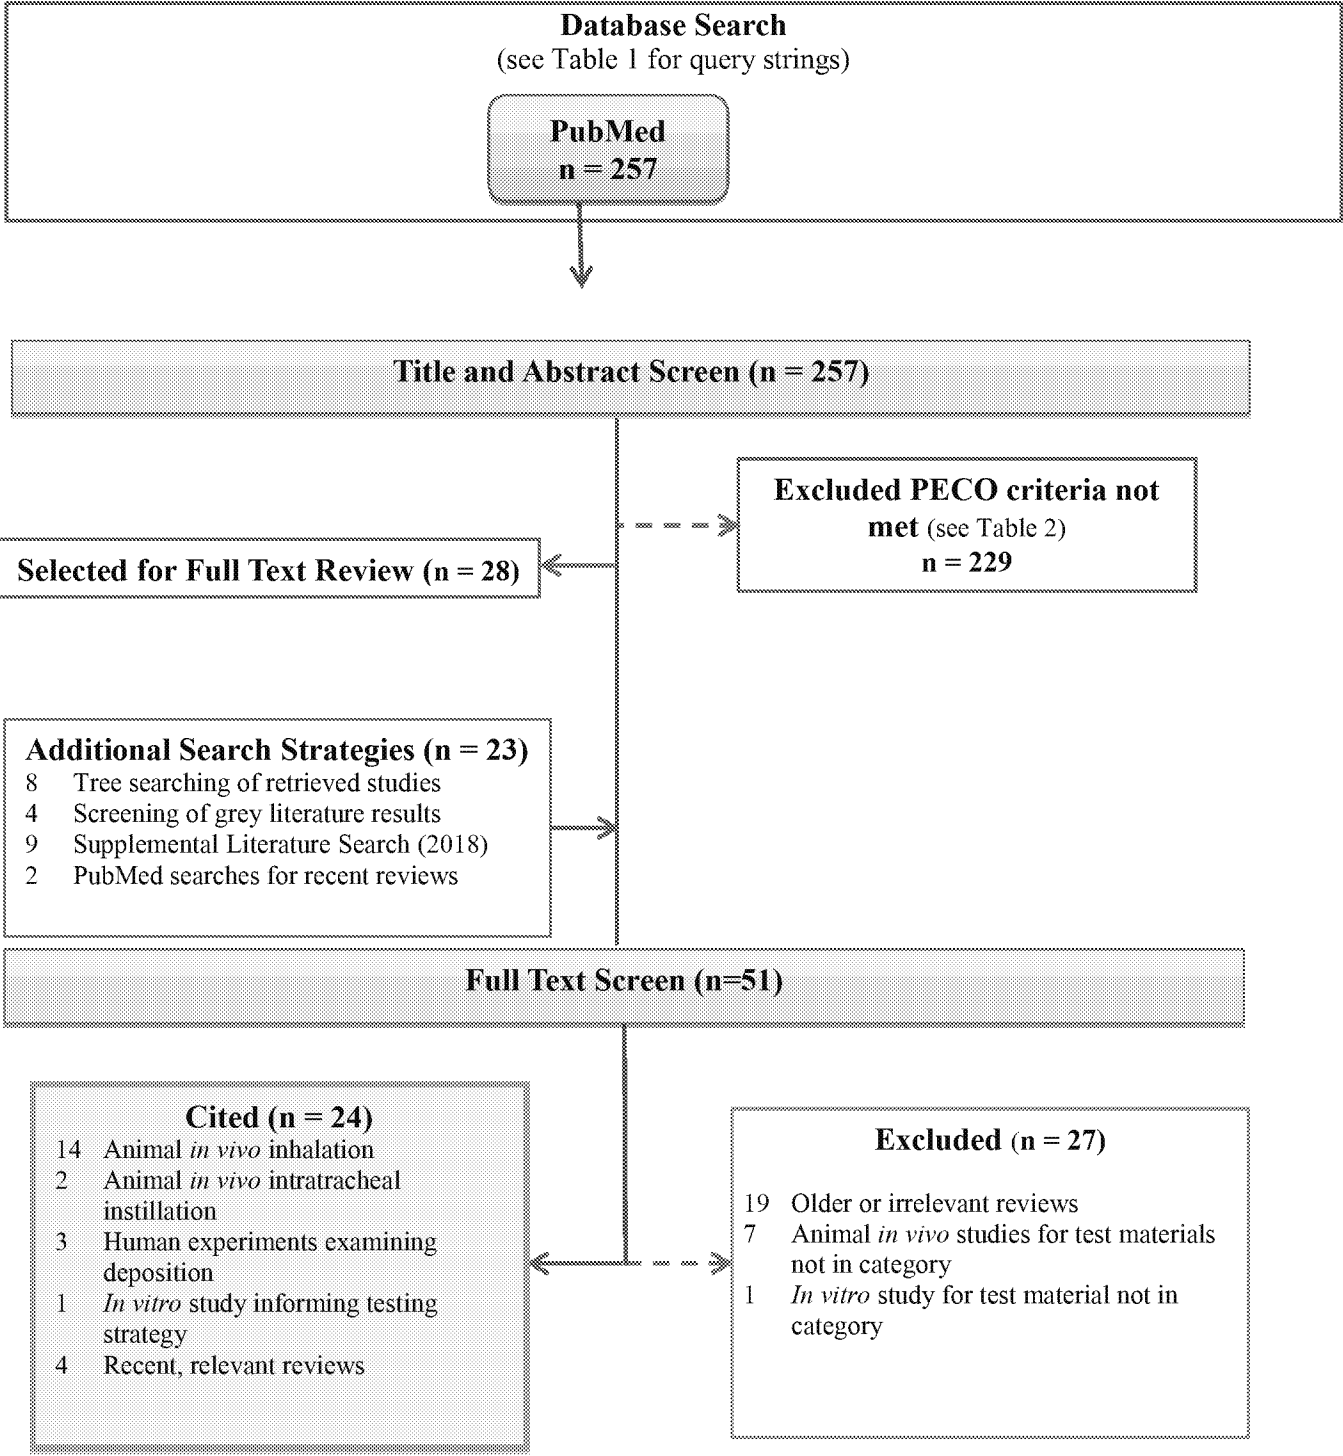 Database Search
(see Table 1 for query strings)
PubMed
n = 257
Title and Abstract Screen (n = 257)
Excluded PECO criteria not
met (see Table 2)
n = 229
Selected for Full Text Review (n = 28)
Additional Search Strategies (n = 23)
8 Tree searching of retrieved studies
4 Screening of grey literature results
9 Supplemental Literature Search (2018)
2 PubMed searches for recent reviews
Full Text Screen (n=51)
Cited (n = 24)
14 Animal in vivo inhalation
2 Animal in vivo intratracheal
instillation
3 Human experiments examining
deposition
1 In vitro study informing testing
strategy
4 Recent, relevant reviews
Excluded (n = 27)
19 Older or irrelevant reviews
7 Animal in vivo studies for test materials
not in category
1 In vitro study for test material not in
category